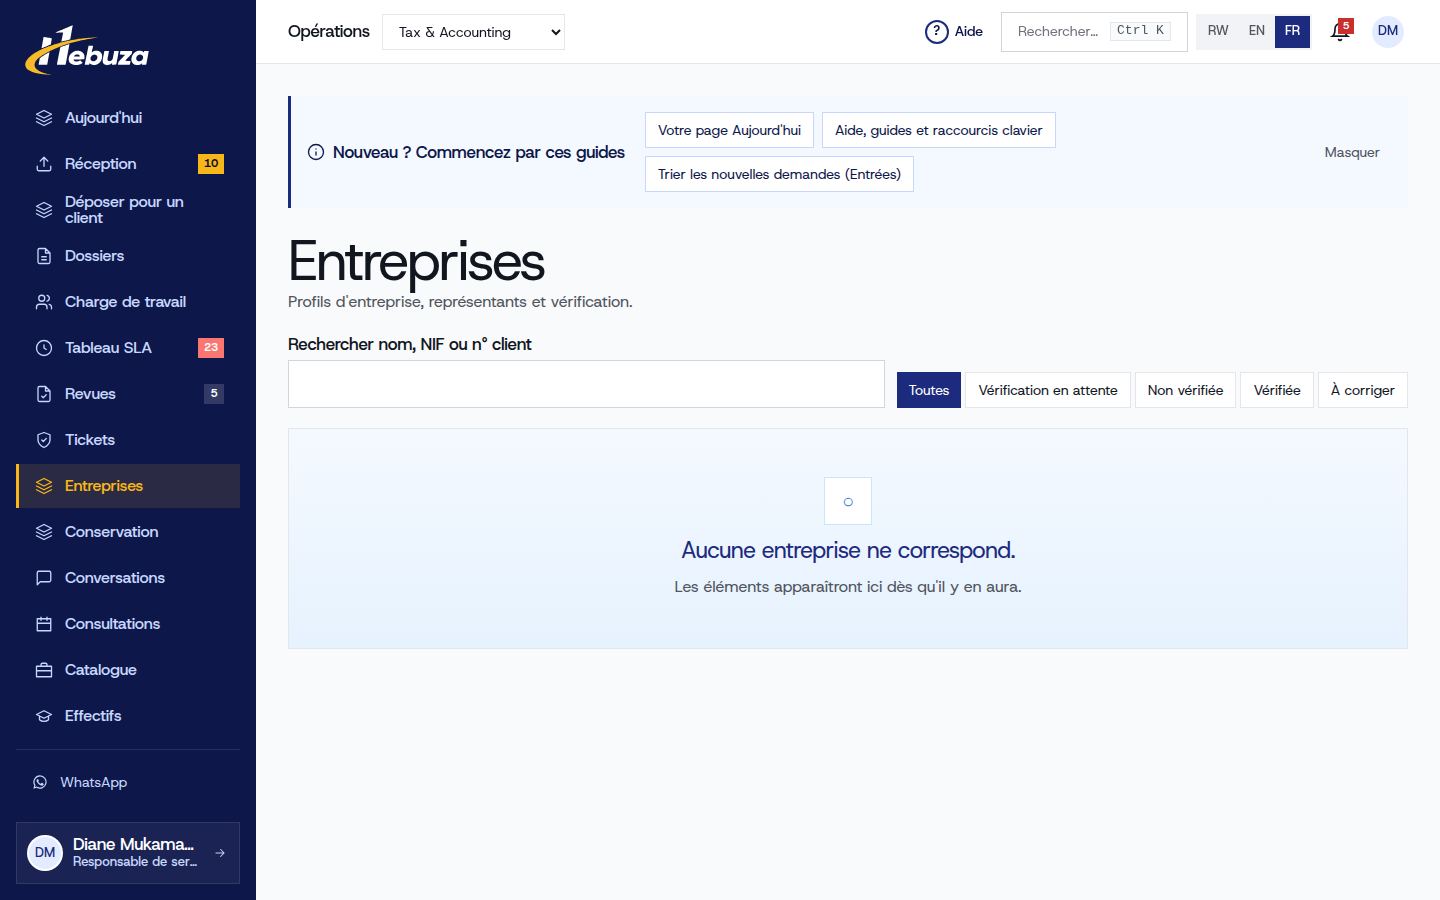 Hebuza
Aujourd'hui
Réception 10
Déposer pour un
client
Dossiers
Charge de travail
Tableau SLA 23
Revues 5
Tickets
Entreprises
Conservation
Conversations
Consultations
Catalogue
Effectifs
WhatsApp
DM Diane Mukama...
Responsable de ser...
Opérations Tax & Accounting
? Aide Rechercher... Ctrl K RW EN FR 5 DM
Nouveau ? Commencez par ces guides
Votre page Aujourd'hui Aide, guides et raccourcis clavier
Trier les nouvelles demandes (Entrées)
Masquer
Entreprises
Profils d'entreprise, représentants et vérification.
Rechercher nom, NIF ou n° client
Toutes Vérification en attente Non vérifiée Vérifiée À corriger
Aucune entreprise ne correspond.
Les éléments apparaîtront ici dès qu'il y en aura.